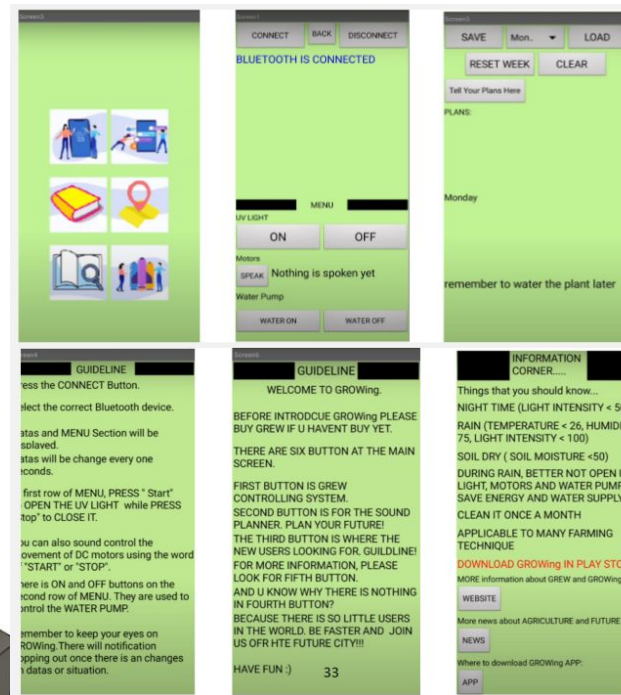 Screen3
Screen1
CONNECT
BACK
DISCONNECT
BLUETOOTH IS CONNECTED
MENU
UV LIGHT
ON
OFF
Motors
SPEAK
Nothing is spoken yet
Water Pump
WATER ON
WATER OFF
SAVE
Mon..
LOAD
RESET WEEK
CLEAR
Tell Your Plans Here
PLANS:
Monday
remember to water the plant later
GUIDELINE
ress the CONNECT Button.
elect the correct Bluetooth device.
atas and MENU Section will be
splayed.
atas will be change every one
econds.
first row of MENU, PRESS " Start"
OPEN THE UV LIGHT while PRESS
Stop" to CLOSE IT.
ou can also sound control the
ovement of DC motors using the word
"START" or "STOP".
here is ON and OFF buttons on the
econd row of MENU. They are used to
ontrol the WATER PUMP.
emember to keep your eyes on
ROWing.There will notification
opping out once there is an changes
datas or situation.
GUIDELINE
WELCOME TO GROWing.
BEFORE INTRODCUE GROWing PLEASE
BUY GREW IF U HAVENT BUY YET.
THERE ARE SIX BUTTON AT THE MAIN
SCREEN.
FIRST BUTTON IS GREW
CONTROLLING SYSTEM.
SECOND BUTTON IS FOR THE SOUND
PLANNER. PLAN YOUR FUTURE!
THE THIRD BUTTON IS WHERE THE
NEW USERS LOOKING FOR. GUILDLINE!
FOR MORE INFORMATION, PLEASE
LOOK FOR FIFTH BUTTON.
AND U KNOW WHY THERE IS NOTHING
IN FOURTH BUTTON?
BECAUSE THERE IS SO LITTLE USERS
IN THE WORLD. BE FASTER AND JOIN
US OFR HTE FUTURE CITY!!!
HAVE FUN :)
33
INFORMATION
CORNER.....
Things that you should know...
NIGHT TIME (LIGHT INTENSITY < 5
RAIN (TEMPERATURE < 26, HUMID
75, LIGHT INTENSITY < 100)
SOIL DRY ( SOIL MOISTURE <50)
DURING RAIN, BETTER NOT OPEN
LIGHT, MOTORS AND WATER PUMP
SAVE ENERGY AND WATER SUPPLY
CLEAN IT ONCE A MONTH
APPLICABLE TO MANY FARMING
TECHNIQUE
DOWNLOAD GROWing IN PLAY STO
MORE information about GREW and GROWing
WEBSITE
More news about AGRICULTURE and FUTURE
NEWS
Where to download GROWing APP:
APP